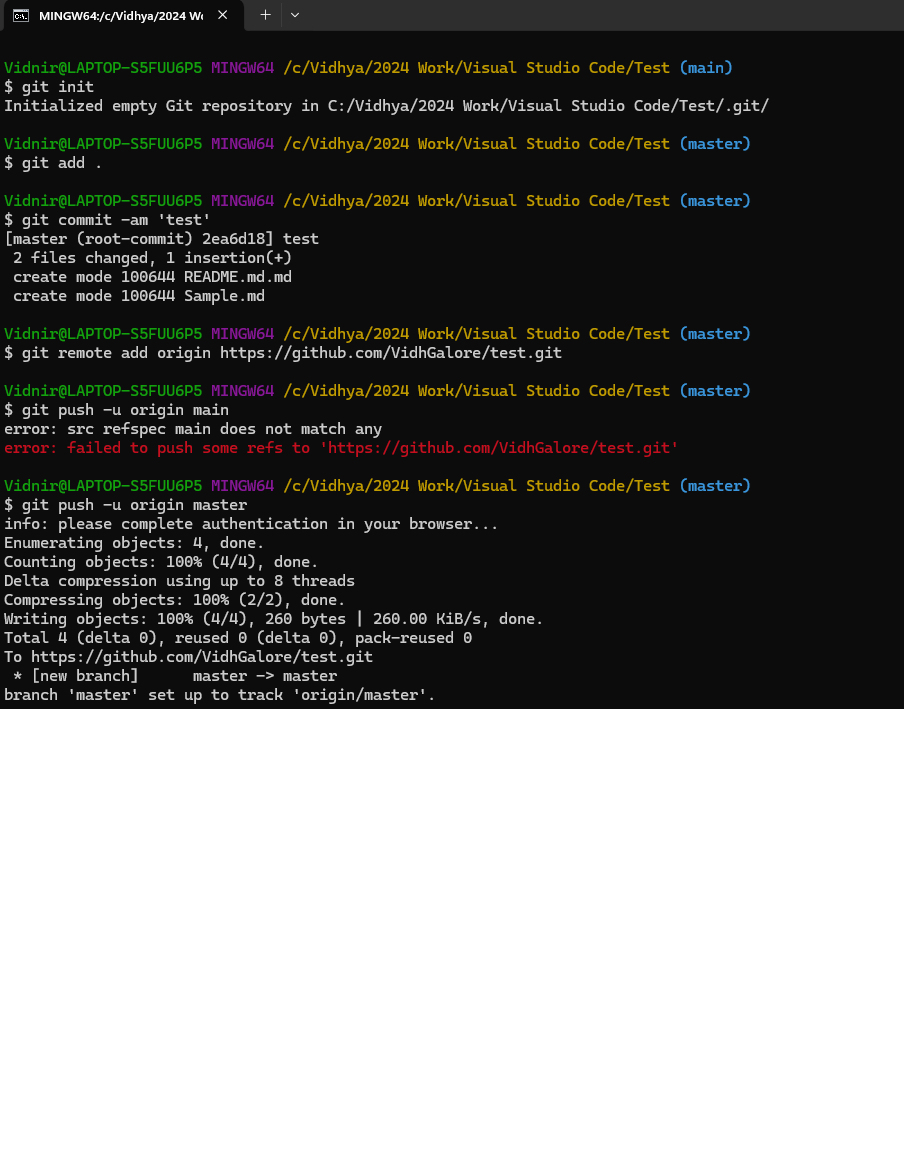 MINGW64:/c/Vidhya/2024 Wo
Vidnir@LAPTOP-S5FUU6P5 MINGW64 /c/Vidhya/2024 Work/Visual Studio Code/Test (main)
$ git init
Initialized empty Git repository in C:/Vidhya/2024 Work/Visual Studio Code/Test/.git/
Vidnir@LAPTOP-S5FUU6P5 MINGW64 /c/Vidhya/2024 Work/Visual Studio Code/Test (master)
$ git add .
Vidnir@LAPTOP-S5FUU6P5 MINGW64 /c/Vidhya/2024 Work/Visual Studio Code/Test (master)
$ git commit -am 'test'
[master (root-commit) 2ea6d18] test
 2 files changed, 1 insertion(+)
 create mode 100644 README.md.md
 create mode 100644 Sample.md
Vidnir@LAPTOP-S5FUU6P5 MINGW64 /c/Vidhya/2024 Work/Visual Studio Code/Test (master)
$ git remote add origin https://github.com/VidhGalore/test.git
Vidnir@LAPTOP-S5FUU6P5 MINGW64 /c/Vidhya/2024 Work/Visual Studio Code/Test (master)
$ git push -u origin main
error: src refspec main does not match any
error: failed to push some refs to 'https://github.com/VidhGalore/test.git'
Vidnir@LAPTOP-S5FUU6P5 MINGW64 /c/Vidhya/2024 Work/Visual Studio Code/Test (master)
$ git push -u origin master
info: please complete authentication in your browser...
Enumerating objects: 4, done.
Counting objects: 100% (4/4), done.
Delta compression using up to 8 threads
Compressing objects: 100% (2/2), done.
Writing objects: 100% (4/4), 260 bytes | 260.00 KiB/s, done.
Total 4 (delta 0), reused 0 (delta 0), pack-reused 0
To https://github.com/VidhGalore/test.git
 * [new branch]      master -> master
branch 'master' set up to track 'origin/master'.